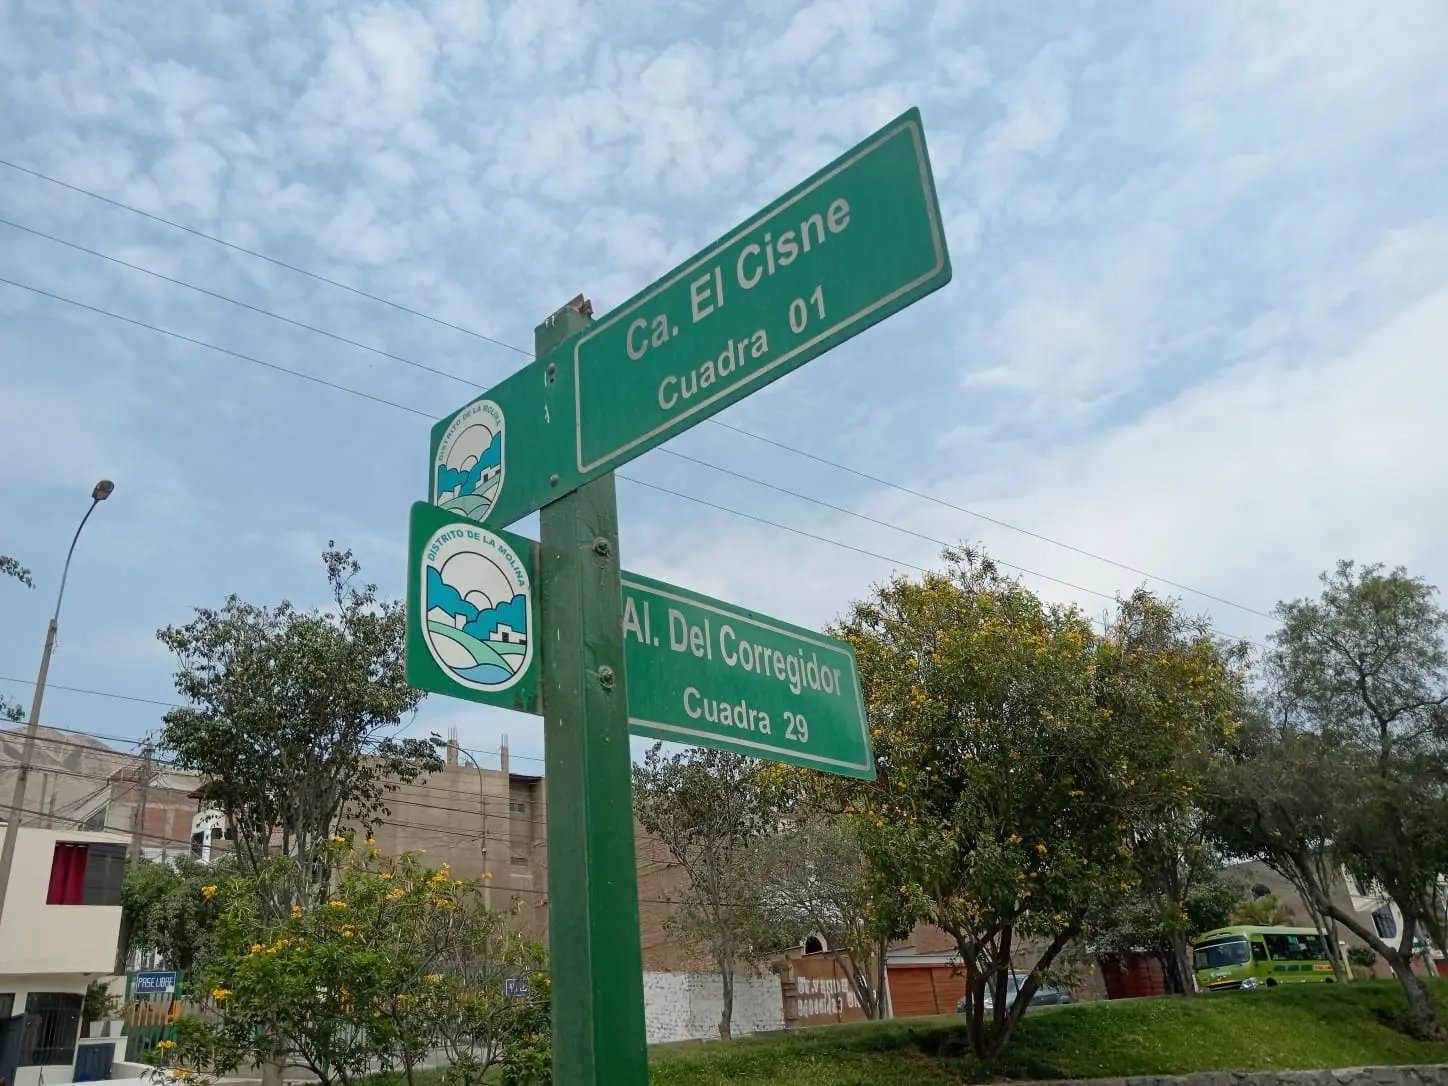 Ca. El Cisne
Cuadra 01
DISTRITO DE LA MOLINA
DISTRITO DE LA MOLINA
Al. Del Corregidor
Cuadra 29
PASE LIBRE